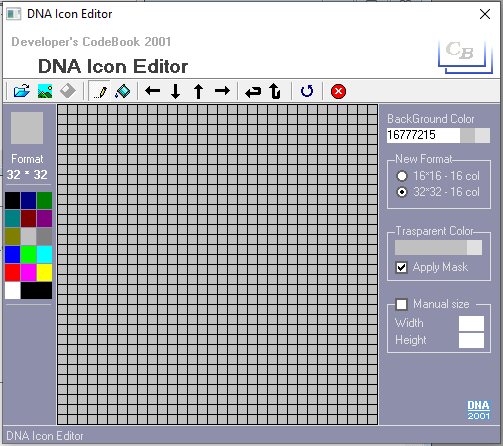 DNA Icon Editor
Developer's CodeBook 2001
CB
DNA Icon Editor
Format
32 * 32
BackGround Color
16777215
New Format
16*16 - 16 col
32*32 - 16 col
Trasparent Color
Apply Mask
Manual size
Width
Height
DNA
2001
DNA Icon Editor